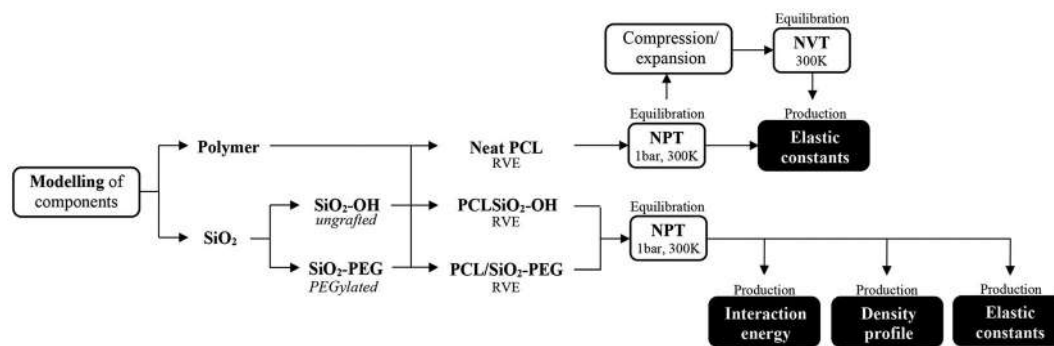 Equilibration
Compression/
expansion
NVT
300K
Equilibration
Production
Polymer
Neat PCL
RVE
NPT
1bar, 300K
Elastic
constants
Modelling of
components
SiO₂-OH
ungrafted
PCLSiO₂-OH
RVE
Equilibration
SiO₂
NPT
1bar, 300K
SiO₂-PEG
PEGylated
PCL/SiO₂-PEG
RVE
Production
Production
Production
Interaction
energy
Density
profile
Elastic
constants